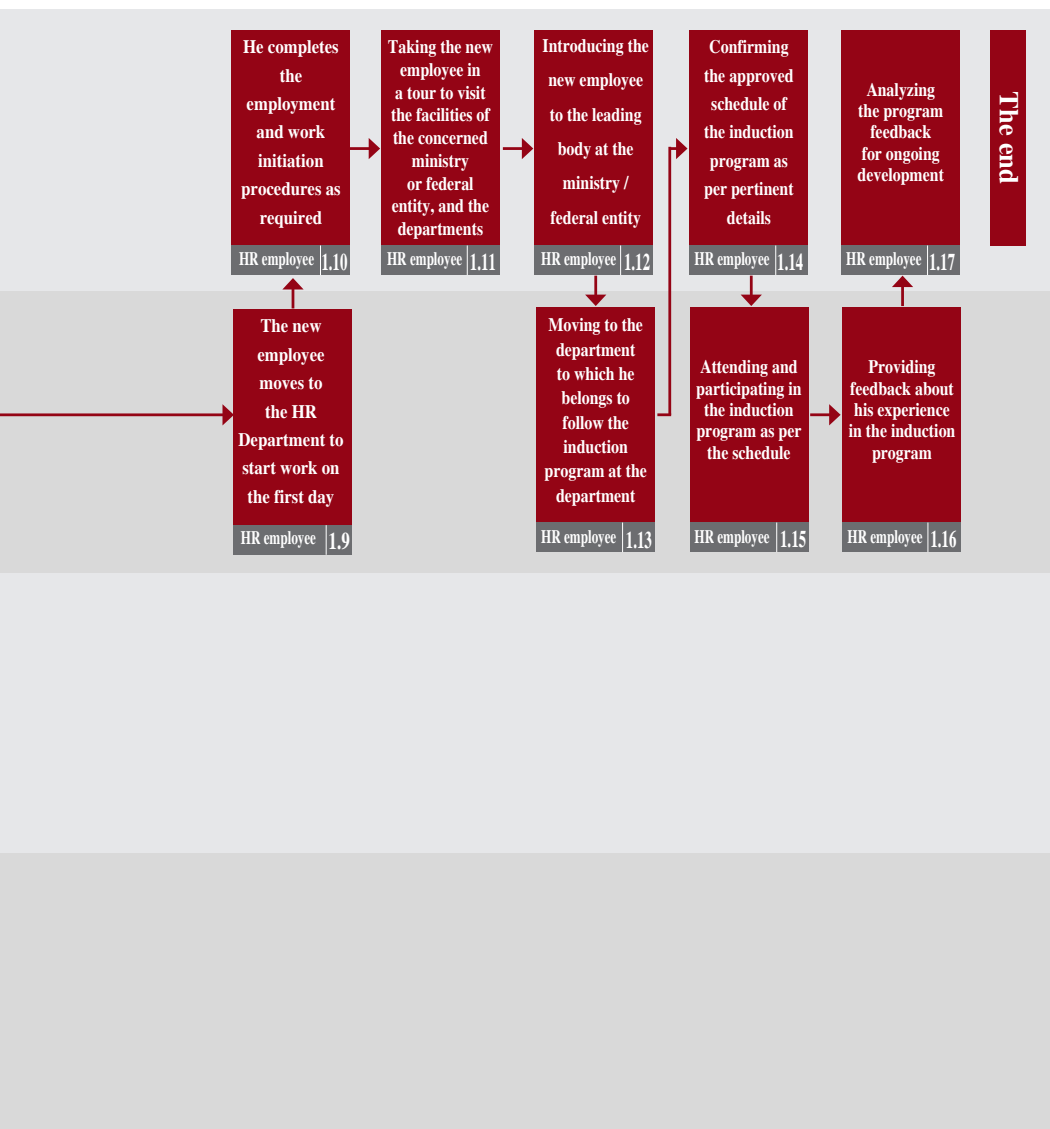 He completes
the
employment
and work
initiation
procedures as
required
HR employee 1.10
Taking the new
employee in
a tour to visit
the facilities of
the concerned
ministry
or federal
entity, and the
departments
HR employee 1.11
Introducing the
new employee
to the leading
body at the
ministry /
federal entity
HR employee 1.12
Confirming
the approved
schedule of
the induction
program as
per pertinent
details
HR employee 1.14
Analyzing
the program
feedback
for ongoing
development
HR employee 1.17
The end
The new
employee
moves to
the HR
Department to
start work on
the first day
HR employee 1.9
Moving to the
department
to which he
belongs to
follow the
induction
program at the
department
HR employee 1.13
Attending and
participating in
the induction
program as per
the schedule
HR employee 1.15
Providing
feedback about
his experience
in the induction
program
HR employee 1.16